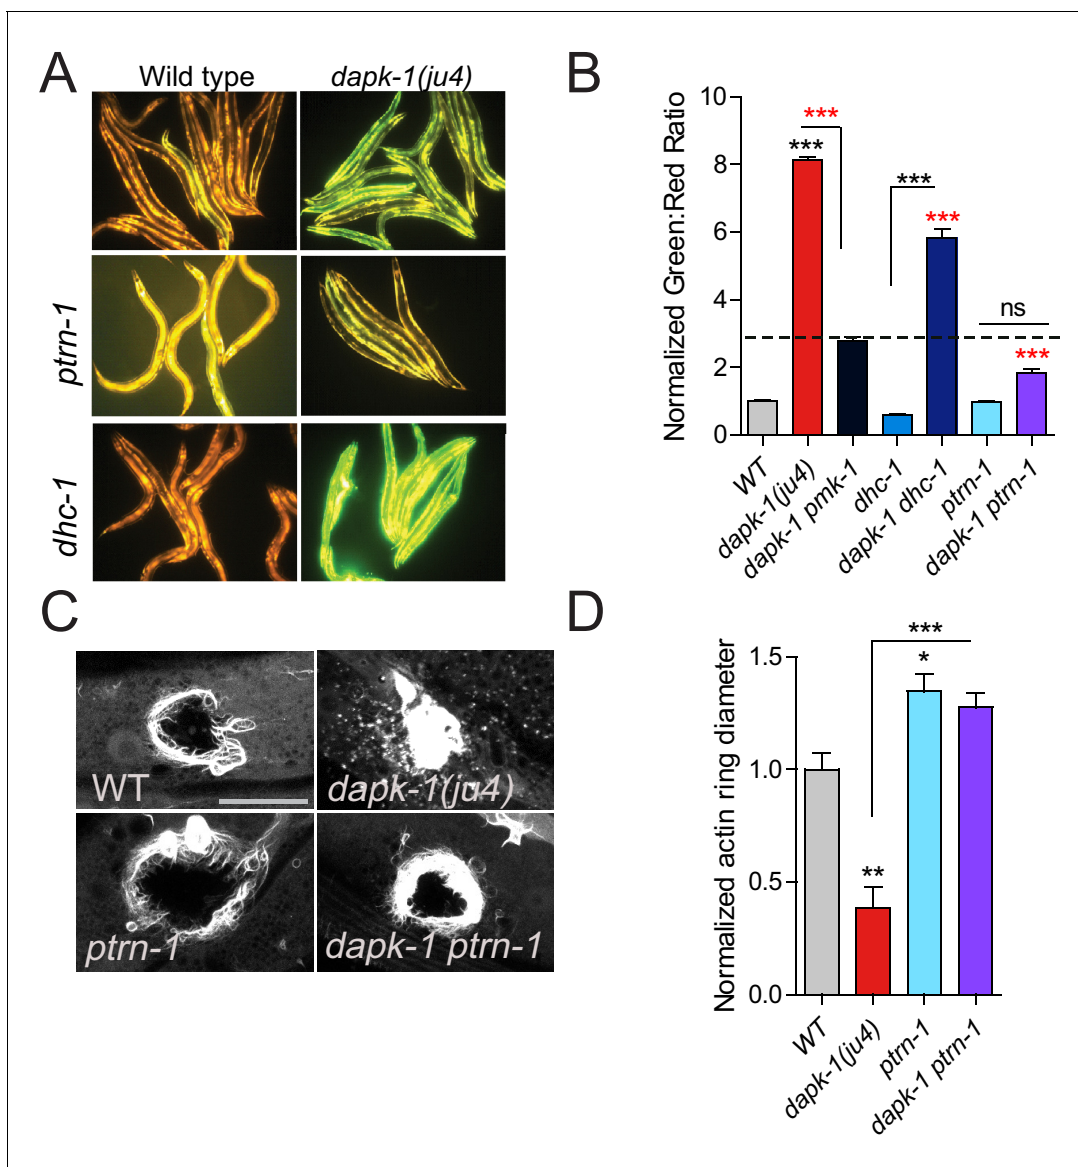 A
Wild type
dapk-1(ju4)
ptrn-1
dhc-1
B
Normalized Green:Red Ratio
10
8
6
4
2
0
***
***
***
***
ns
***
WT
dapk-1(ju4)
dapk-1 pmk-1
dhc-1
dapk-1 dhc-1
ptrn-1
dapk-1 ptrn-1
C
WT
dapk-1(ju4)
ptrn-1
dapk-1 ptrn-1
D
Normalized actin ring diameter
1.5
1.0
0.5
0.0
***
*
**
WT
dapk-1(ju4)
ptrn-1
dapk-1 ptrn-1